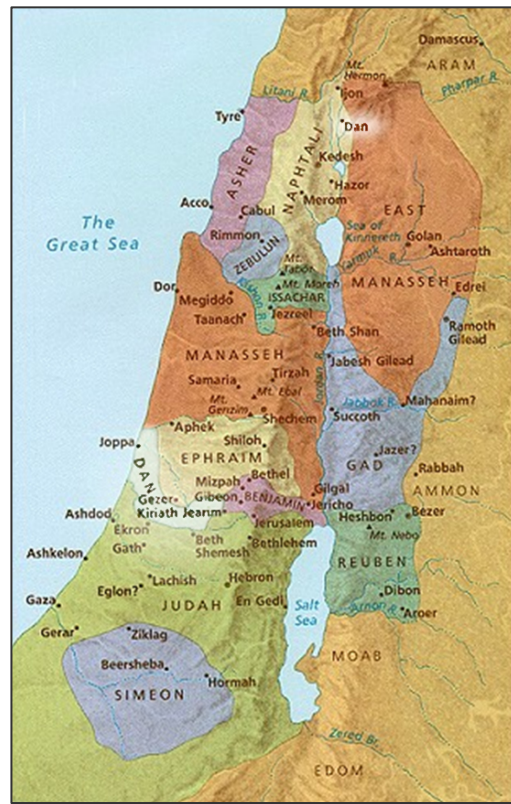 Damascus
ARAM
Mt. Hermon
Pharpar R.
Litani R.
Ijon
Tyre
Dan
NAPHTALI
Kedesh
ASHER
Hazor
Merom
EAST
Acco
Cabul
Sea of Kinnereth
Golan
The Great Sea
Rimmon
Ashtaroth
ZEBULUN
Mt. Tabor
Yarmuk R.
MANASSEH
Dor
Mt. Moreh
Edrei
Megiddo
Kishon R.
ISSACHAR
Taanach
Jezreel
Ramoth Gilead
Beth Shan
MANASSEH
Jordan R.
Jabesh Gilead
Tirzah
Samaria
Mt. Ebal
Jabbok R.
Mahanaim?
Mt. Gerizim
Shechem
Succoth
Aphek
Joppa
Shiloh
EPHRAIM
Jazer?
DAN
GAD
Bethel
Rabbah
Mizpah
AMMON
Gezer
Gibeon
BENJAMIN
Gilgal
Jericho
Kiriath Jearim
Heshbon
Bezer
Ashdod
Jerusalem
Ekron
Mt. Nebo
Gath
Beth Shemesh
Bethlehem
Ashkelon
REUBEN
Lachish
Hebron
Eglon?
Dibon
Gaza
JUDAH
En Gedi
Salt Sea
Arnon R.
Aroer
Gerar
Ziklag
Beersheba
MOAB
SIMEON
Hormah
Zered Br.
EDOM